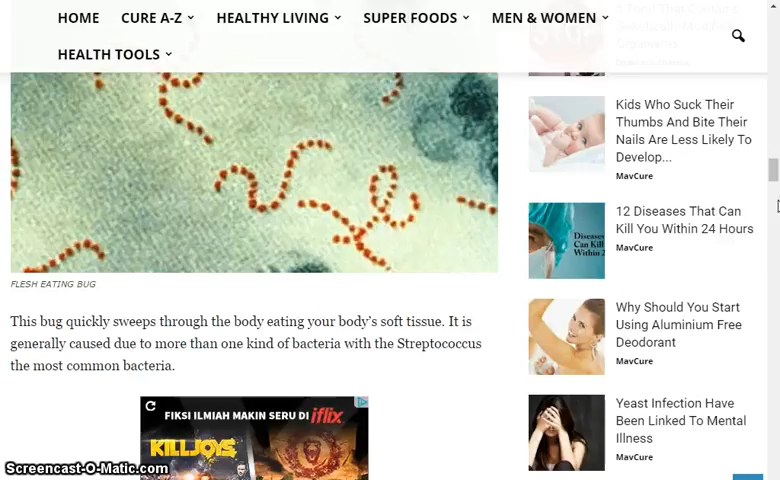 HOME
CURE A-Z
HEALTHY LIVING
SUPER FOODS
MEN & WOMEN
HEALTH TOOLS
FLESH EATING BUG
This bug quickly sweeps through the body eating your body's soft tissue. It is
generally caused due to more than one kind of bacteria with the Streptococcus
the most common bacteria.
FIKSI ILMIAH MAKIN SERU DI iflix
KILLJOYS
Screencast-O-Matic.com
Kids Who Suck Their
Thumbs And Bite Their
Nails Are Less Likely To
Develop...
MavCure
Diseases
Can Kill
Within 2
12 Diseases That Can
Kill You Within 24 Hours
MavCure
Why Should You Start
Using Aluminium Free
Deodorant
MavCure
Yeast Infection Have
Been Linked To Mental
Illness
MavCure